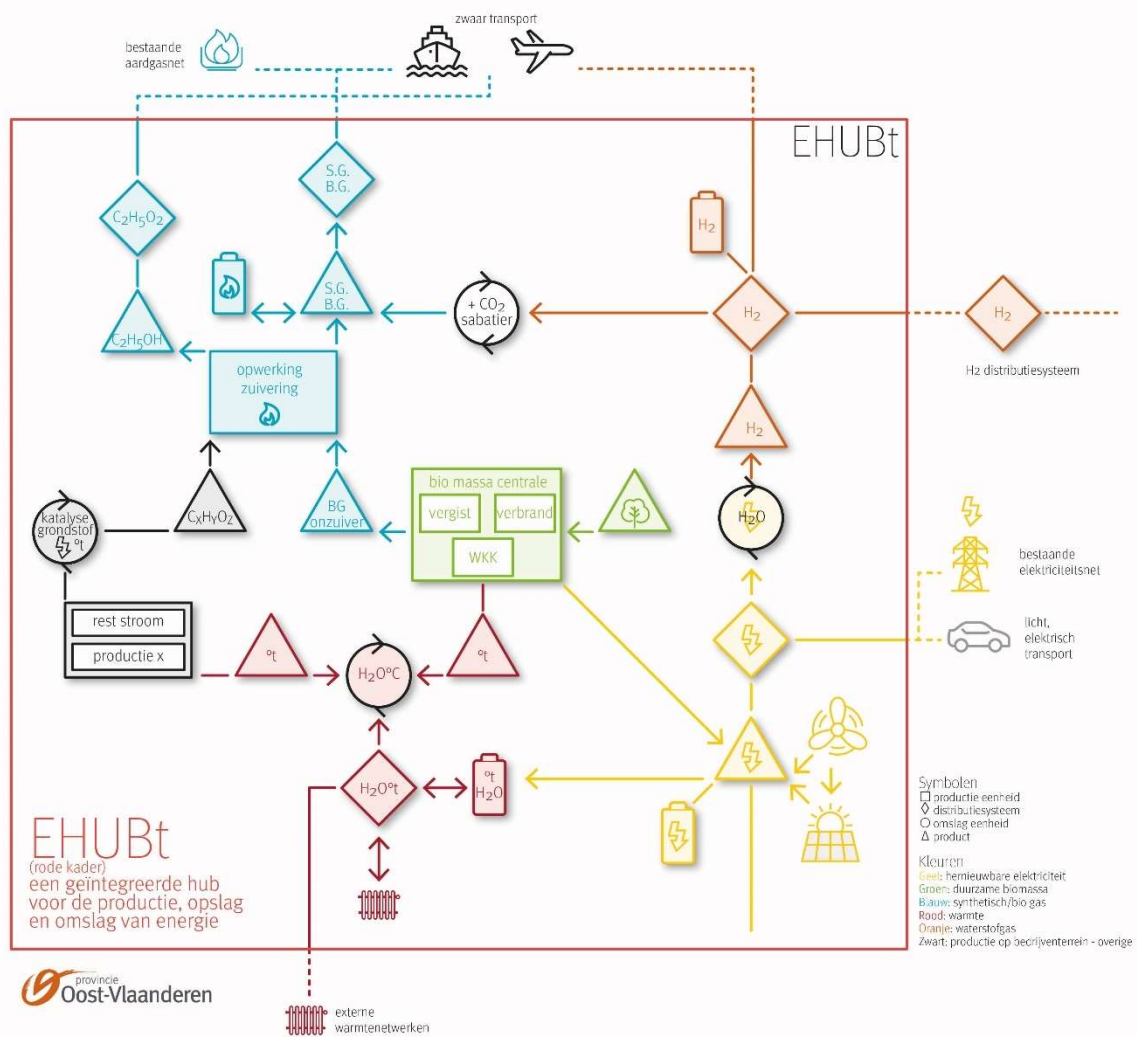 zwaar transport
bestaande
aardgasnet
EHUBt
S.G.
B.G.
C₂H₅O₂
H₂
S.G.
B.G.
+ CO₂
sabatier
H₂
H₂
C₂H₅OH
H₂ distributiesysteem
opwerking
zuivering
H₂
bio massa centrale
vergist
verbrand
WKK
katalyse
grondstof
°t
CₓHᵧO₂
BG
onzuiver
H₂O
bestaande
elektriciteitsnet
rest stroom
productie x
°t
H₂O°C
°t
licht,
elektrisch
transport
H₂O°t
°t
H₂O
EHUBt
(rode kader)
een geïntegreerde hub
voor de productie, opslag
en omslag van energie
Symbolen
productie eenheid
distributiesysteem
omslag eenheid
product
Kleuren
Geel: hernieuwbare elektriciteit
Groen: duurzame biomassa
Blauw: synthetisch/bio gas
Rood: warmte
Oranje: waterstofgas
Zwart: productie op bedrijventerrein - overige
provincie
Oost-Vlaanderen
externe
warmtenetwerken